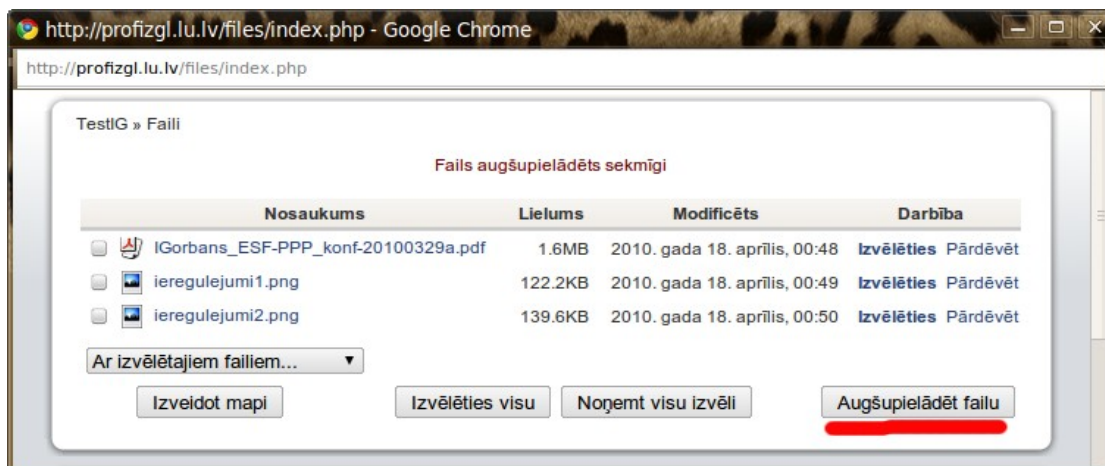 http://profizgl.lu.lv/files/index.php - Google Chrome
http://profizgl.lu.lv/files/index.php
TestIG » Faili
Fails augšupielādēts sekmīgi
Nosaukums Lielums Modificēts Darbība
IGorbans_ESF-PPP_konf-20100329a.pdf 1.6MB 2010. gada 18. aprīlis, 00:48 Izvēlēties Pārdēvēt
ieregulejumi1.png 122.2KB 2010. gada 18. aprīlis, 00:49 Izvēlēties Pārdēvēt
ieregulejumi2.png 139.6KB 2010. gada 18. aprīlis, 00:50 Izvēlēties Pārdēvēt
Ar izvēlētajiem failiem...
Izveidot mapi Izvēlēties visu Noņemt visu izvēli Augšupielādēt failu